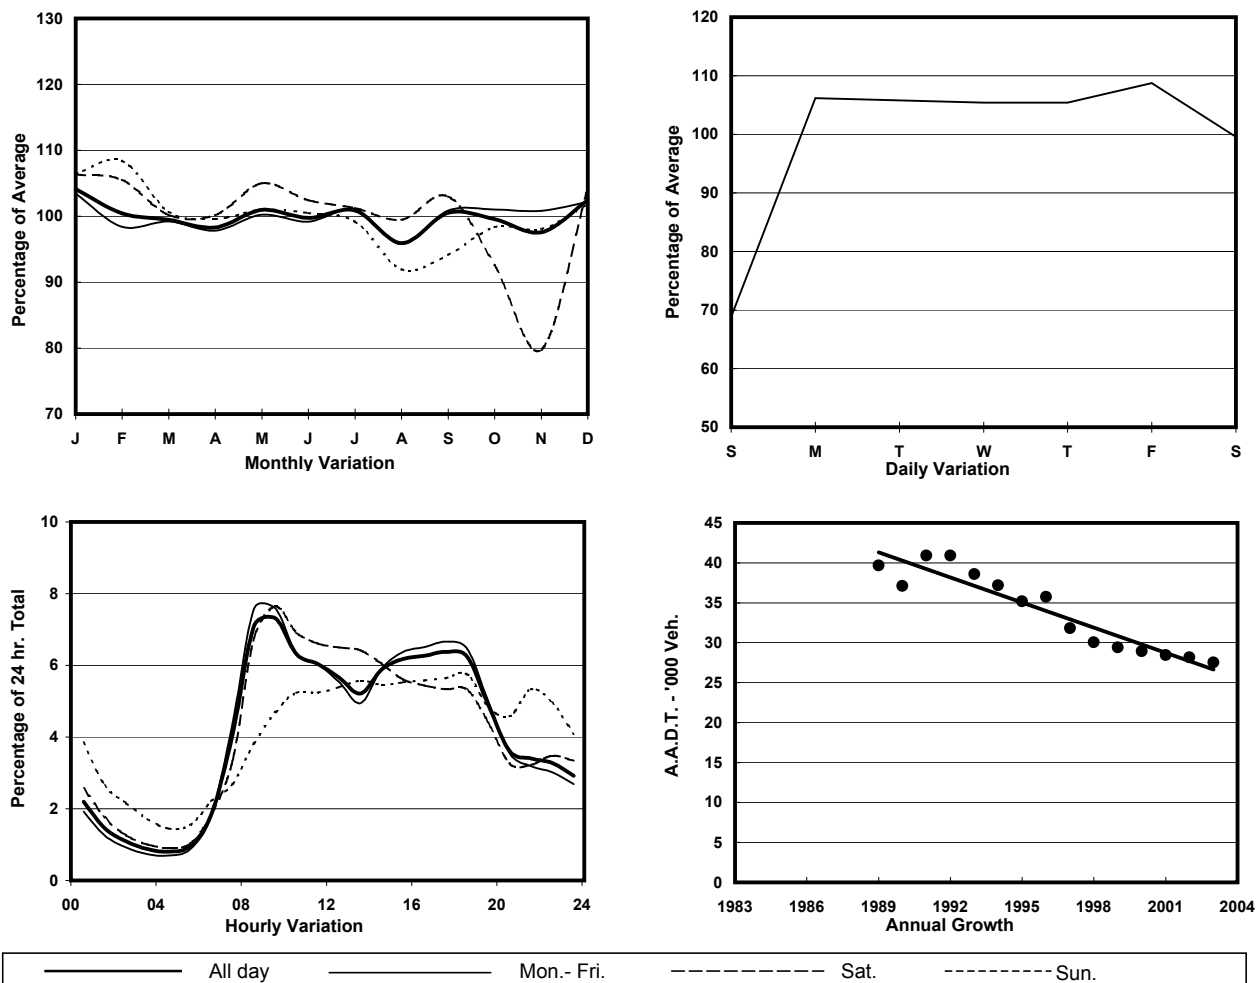 130
120
110
100
90
80
70
Percentage of Average
J F M A M J J A S O N D
Monthly Variation
120
110
100
90
80
70
60
50
Percentage of Average
S M T W T F S
Daily Variation
10
8
6
4
2
0
Percentage of 24 hr. Total
00 04 08 12 16 20 24
Hourly Variation
45
40
35
30
25
20
15
10
5
0
A.A.D.T. - '000 Veh.
1983 1986 1989 1992 1995 1998 2001 2004
Annual Growth
All day Mon.- Fri. Sat. Sun.